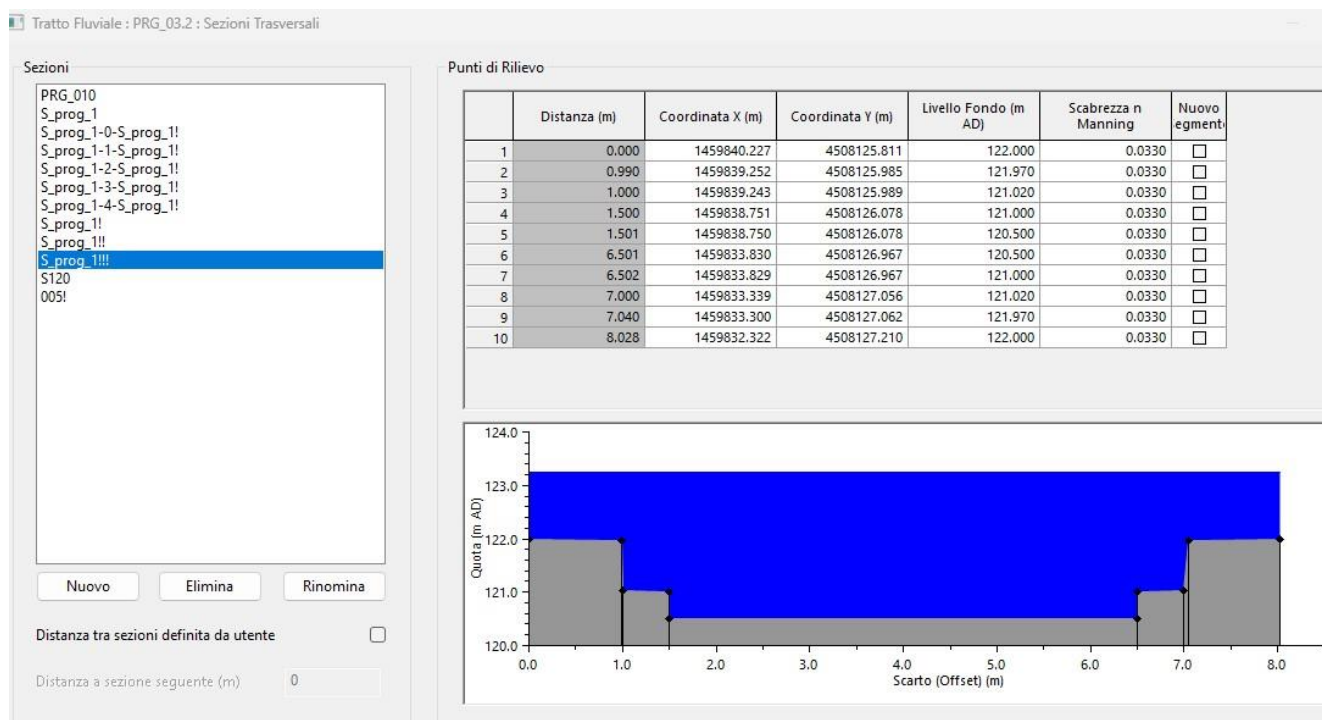 Tratto Fluviale : PRG_03.2 : Sezioni Trasversali
Sezioni
PRG_010
S_prog_1
S_prog_1-0-S_prog_1!
S_prog_1-1-S_prog_1!
S_prog_1-2-S_prog_1!
S_prog_1-3-S_prog_1!
S_prog_1-4-S_prog_1!
S_prog_1!
S_prog_1!!
S_prog_1!!!
S120
005!
Nuovo Elimina Rinomina
Distanza tra sezioni definita da utente
Distanza a sezione seguente (m) 0
Punti di Rilievo
Distanza (m) Coordinata X (m) Coordinata Y (m) Livello Fondo (m AD) Scabrezza n Manning Nuovo egment
1 0.000 1459840.227 4508125.811 122.000 0.0330
2 0.990 1459839.252 4508125.985 121.970 0.0330
3 1.000 1459839.243 4508125.989 121.020 0.0330
4 1.500 1459838.751 4508126.078 121.000 0.0330
5 1.501 1459838.750 4508126.078 120.500 0.0330
6 6.501 1459833.830 4508126.967 120.500 0.0330
7 6.502 1459833.829 4508126.967 121.000 0.0330
8 7.000 1459833.339 4508127.056 121.020 0.0330
9 7.040 1459833.300 4508127.062 121.970 0.0330
10 8.028 1459832.322 4508127.210 122.000 0.0330
Quota (m AD)
124.0
123.0
122.0
121.0
120.0
0.0 1.0 2.0 3.0 4.0 5.0 6.0 7.0 8.0
Scarto (Offset) (m)